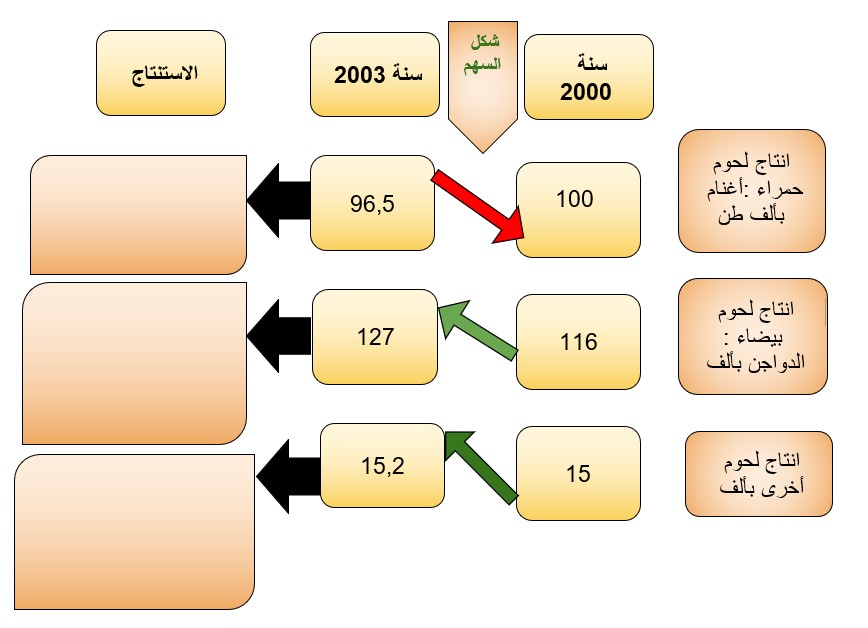 سنة
2000
شكل
السهم
سنة 2003
الاستنتاج
انتاج لحوم
حمراء :أغنام
بألف طن
100
96,5
انتاج لحوم
بيضاء :
الدواجن بألف
116
127
انتاج لحوم
أخرى بألف
15
15,2